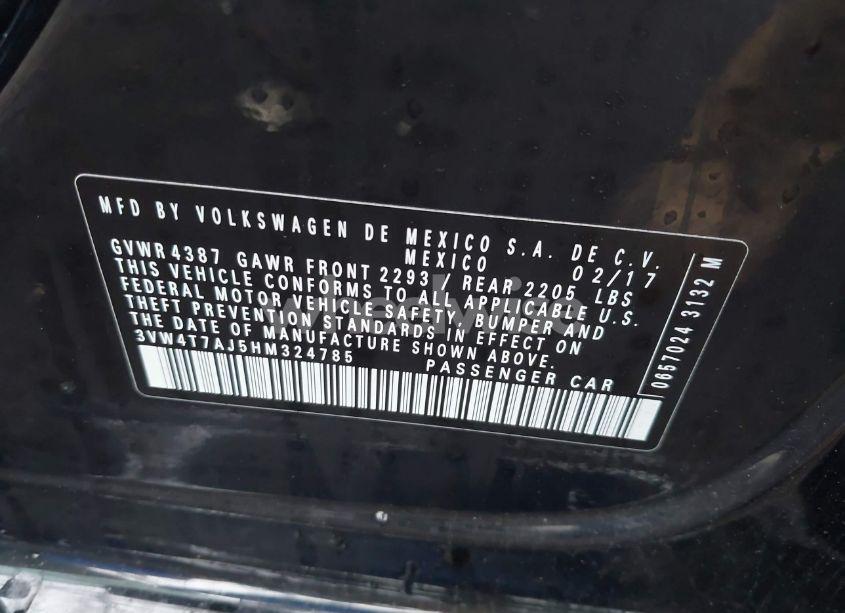 MFD BY VOLKSWAGEN DE MEXICO S.A. DE C.V.
MEXICO 02/17
GVWR 4387 GAWR FRONT 2293 / REAR 2205 LBS
THIS VEHICLE CONFORMS TO ALL APPLICABLE U.S.
FEDERAL MOTOR VEHICLE SAFETY, BUMPER AND
THEFT PREVENTION STANDARDS IN EFFECT ON
THE DATE OF MANUFACTURE SHOWN ABOVE.
3VW4T7AJ5HM324785 PASSENGER CAR
0657024 3132 M